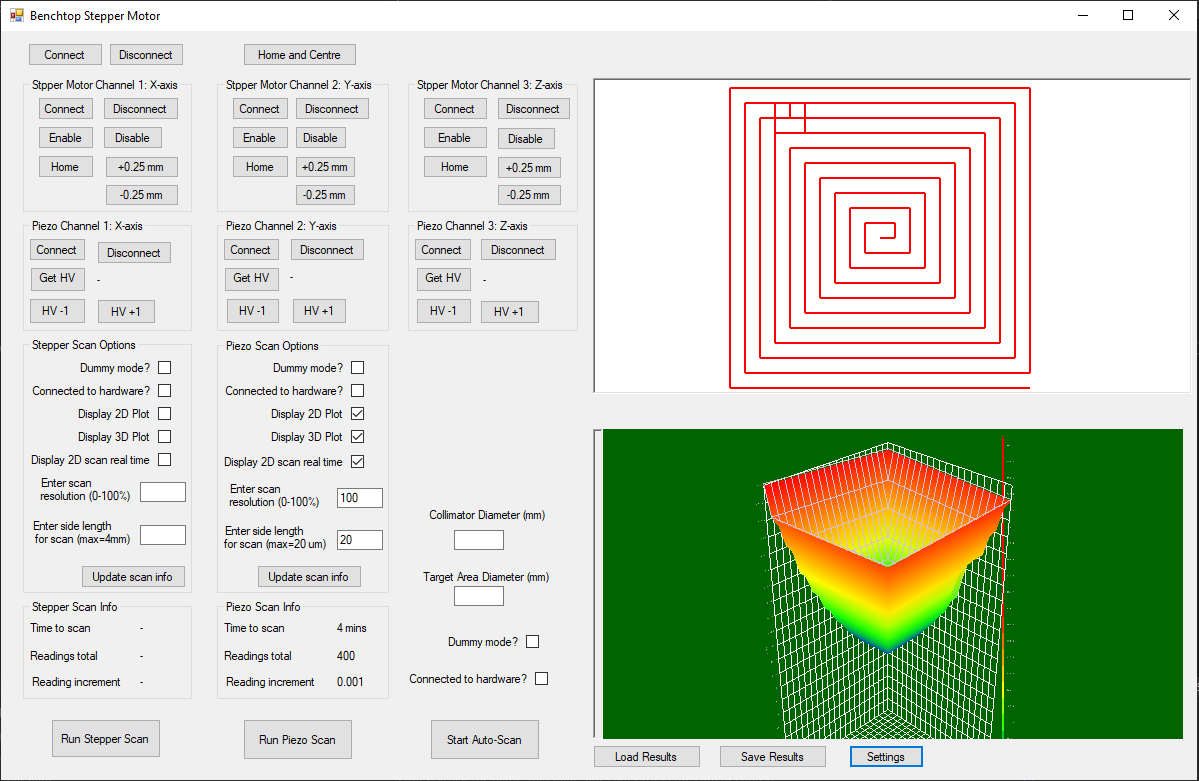 Benchtop Stepper Motor
Connect Disconnect Home and Centre
Stpper Motor Channel 1: X-axis
Connect Disconnect
Enable Disable
Home +0.25 mm
-0.25 mm
Stpper Motor Channel 2: Y-axis
Connect Disconnect
Enable Disable
Home +0.25 mm
-0.25 mm
Stpper Motor Channel 3: Z-axis
Connect Disconnect
Enable Disable
Home +0.25 mm
-0.25 mm
Piezo Channel 1: X-axis
Connect Disconnect
Get HV -
HV -1 HV +1
Piezo Channel 2: Y-axis
Connect Disconnect
Get HV -
HV -1 HV +1
Piezo Channel 3: Z-axis
Connect Disconnect
Get HV -
HV -1 HV +1
Stepper Scan Options
Dummy mode?
Connected to hardware?
Display 2D Plot
Display 3D Plot
Display 2D scan real time
Enter scan
resolution (0-100%)
Enter side length
for scan (max=4mm)
Update scan info
Piezo Scan Options
Dummy mode?
Connected to hardware?
Display 2D Plot
Display 3D Plot
Display 2D scan real time
Enter scan
resolution (0-100%) 100
Enter side length
for scan (max=20 um) 20
Update scan info
Stepper Scan Info
Time to scan -
Readings total -
Reading increment -
Piezo Scan Info
Time to scan 4 mins
Readings total 400
Reading increment 0.001
Collimator Diameter (mm)
Target Area Diameter (mm)
Dummy mode?
Connected to hardware?
Run Stepper Scan Run Piezo Scan Start Auto-Scan
Load Results Save Results Settings